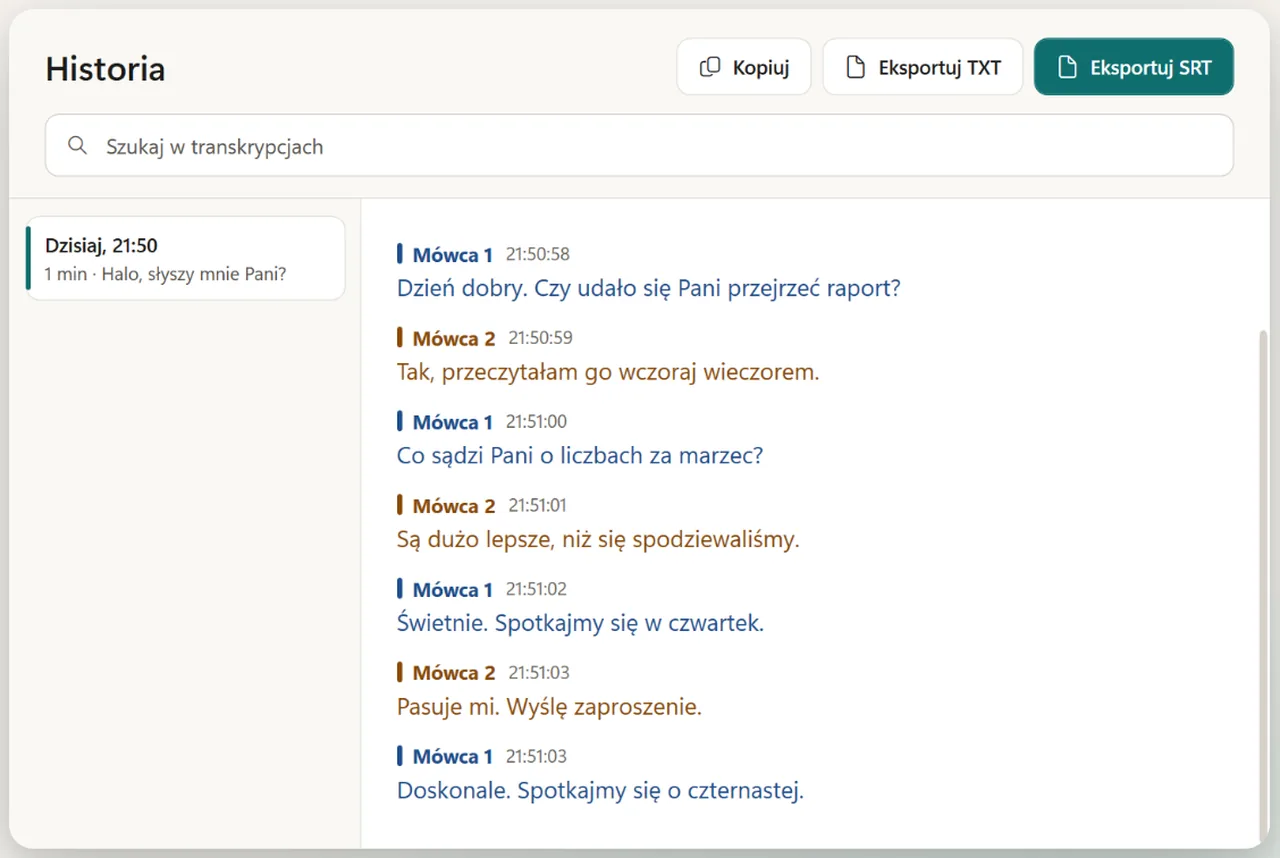 Historia
Kopiuj
Eksportuj TXT
Eksportuj SRT
Szukaj w transkrypcjach
Dzisiaj, 21:50
1 min · Halo, słyszy mnie Pani?
Mówca 1 21:50:58
Dzień dobry. Czy udało się Pani przejrzeć raport?
Mówca 2 21:50:59
Tak, przeczytałam go wczoraj wieczorem.
Mówca 1 21:51:00
Co sądzi Pani o liczbach za marzec?
Mówca 2 21:51:01
Są dużo lepsze, niż się spodziewaliśmy.
Mówca 1 21:51:02
Świetnie. Spotkajmy się w czwartek.
Mówca 2 21:51:03
Pasuje mi. Wyślę zaproszenie.
Mówca 1 21:51:03
Doskonale. Spotkajmy się o czternastej.